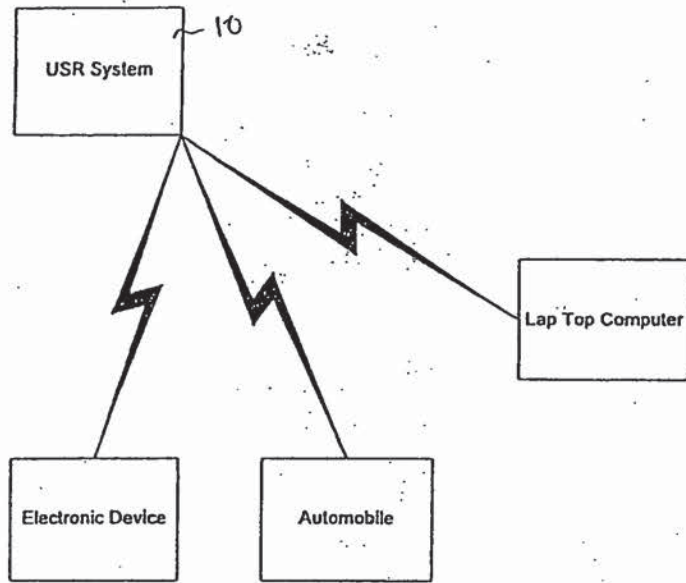 10
USR System
Lap Top Computer
Electronic Device
Automobile